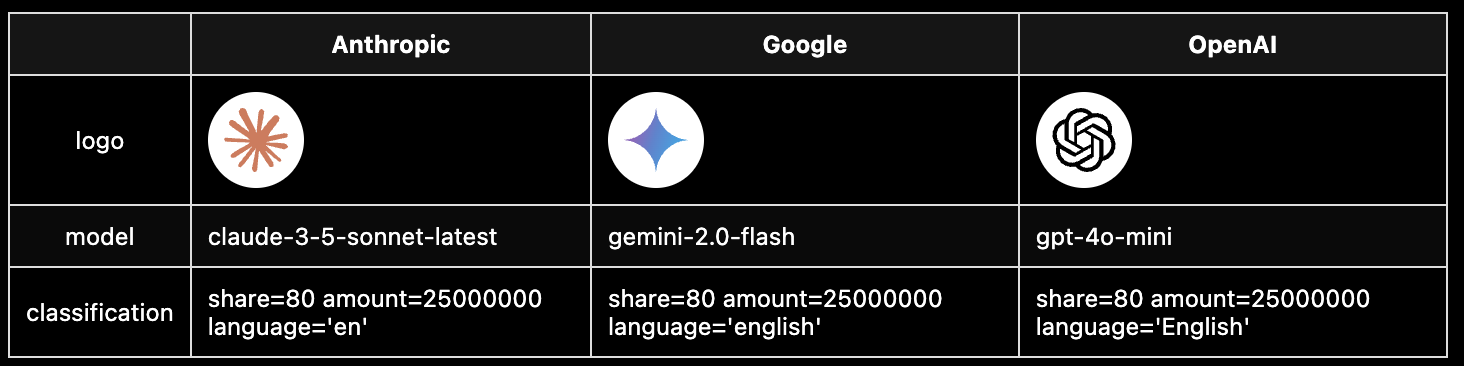 Anthropic Google OpenAI
logo
model claude-3-5-sonnet-latest gemini-2.0-flash gpt-4o-mini
classification
share=80 amount=25000000
language='en'
share=80 amount=25000000
language='english'
share=80 amount=25000000
language='English'